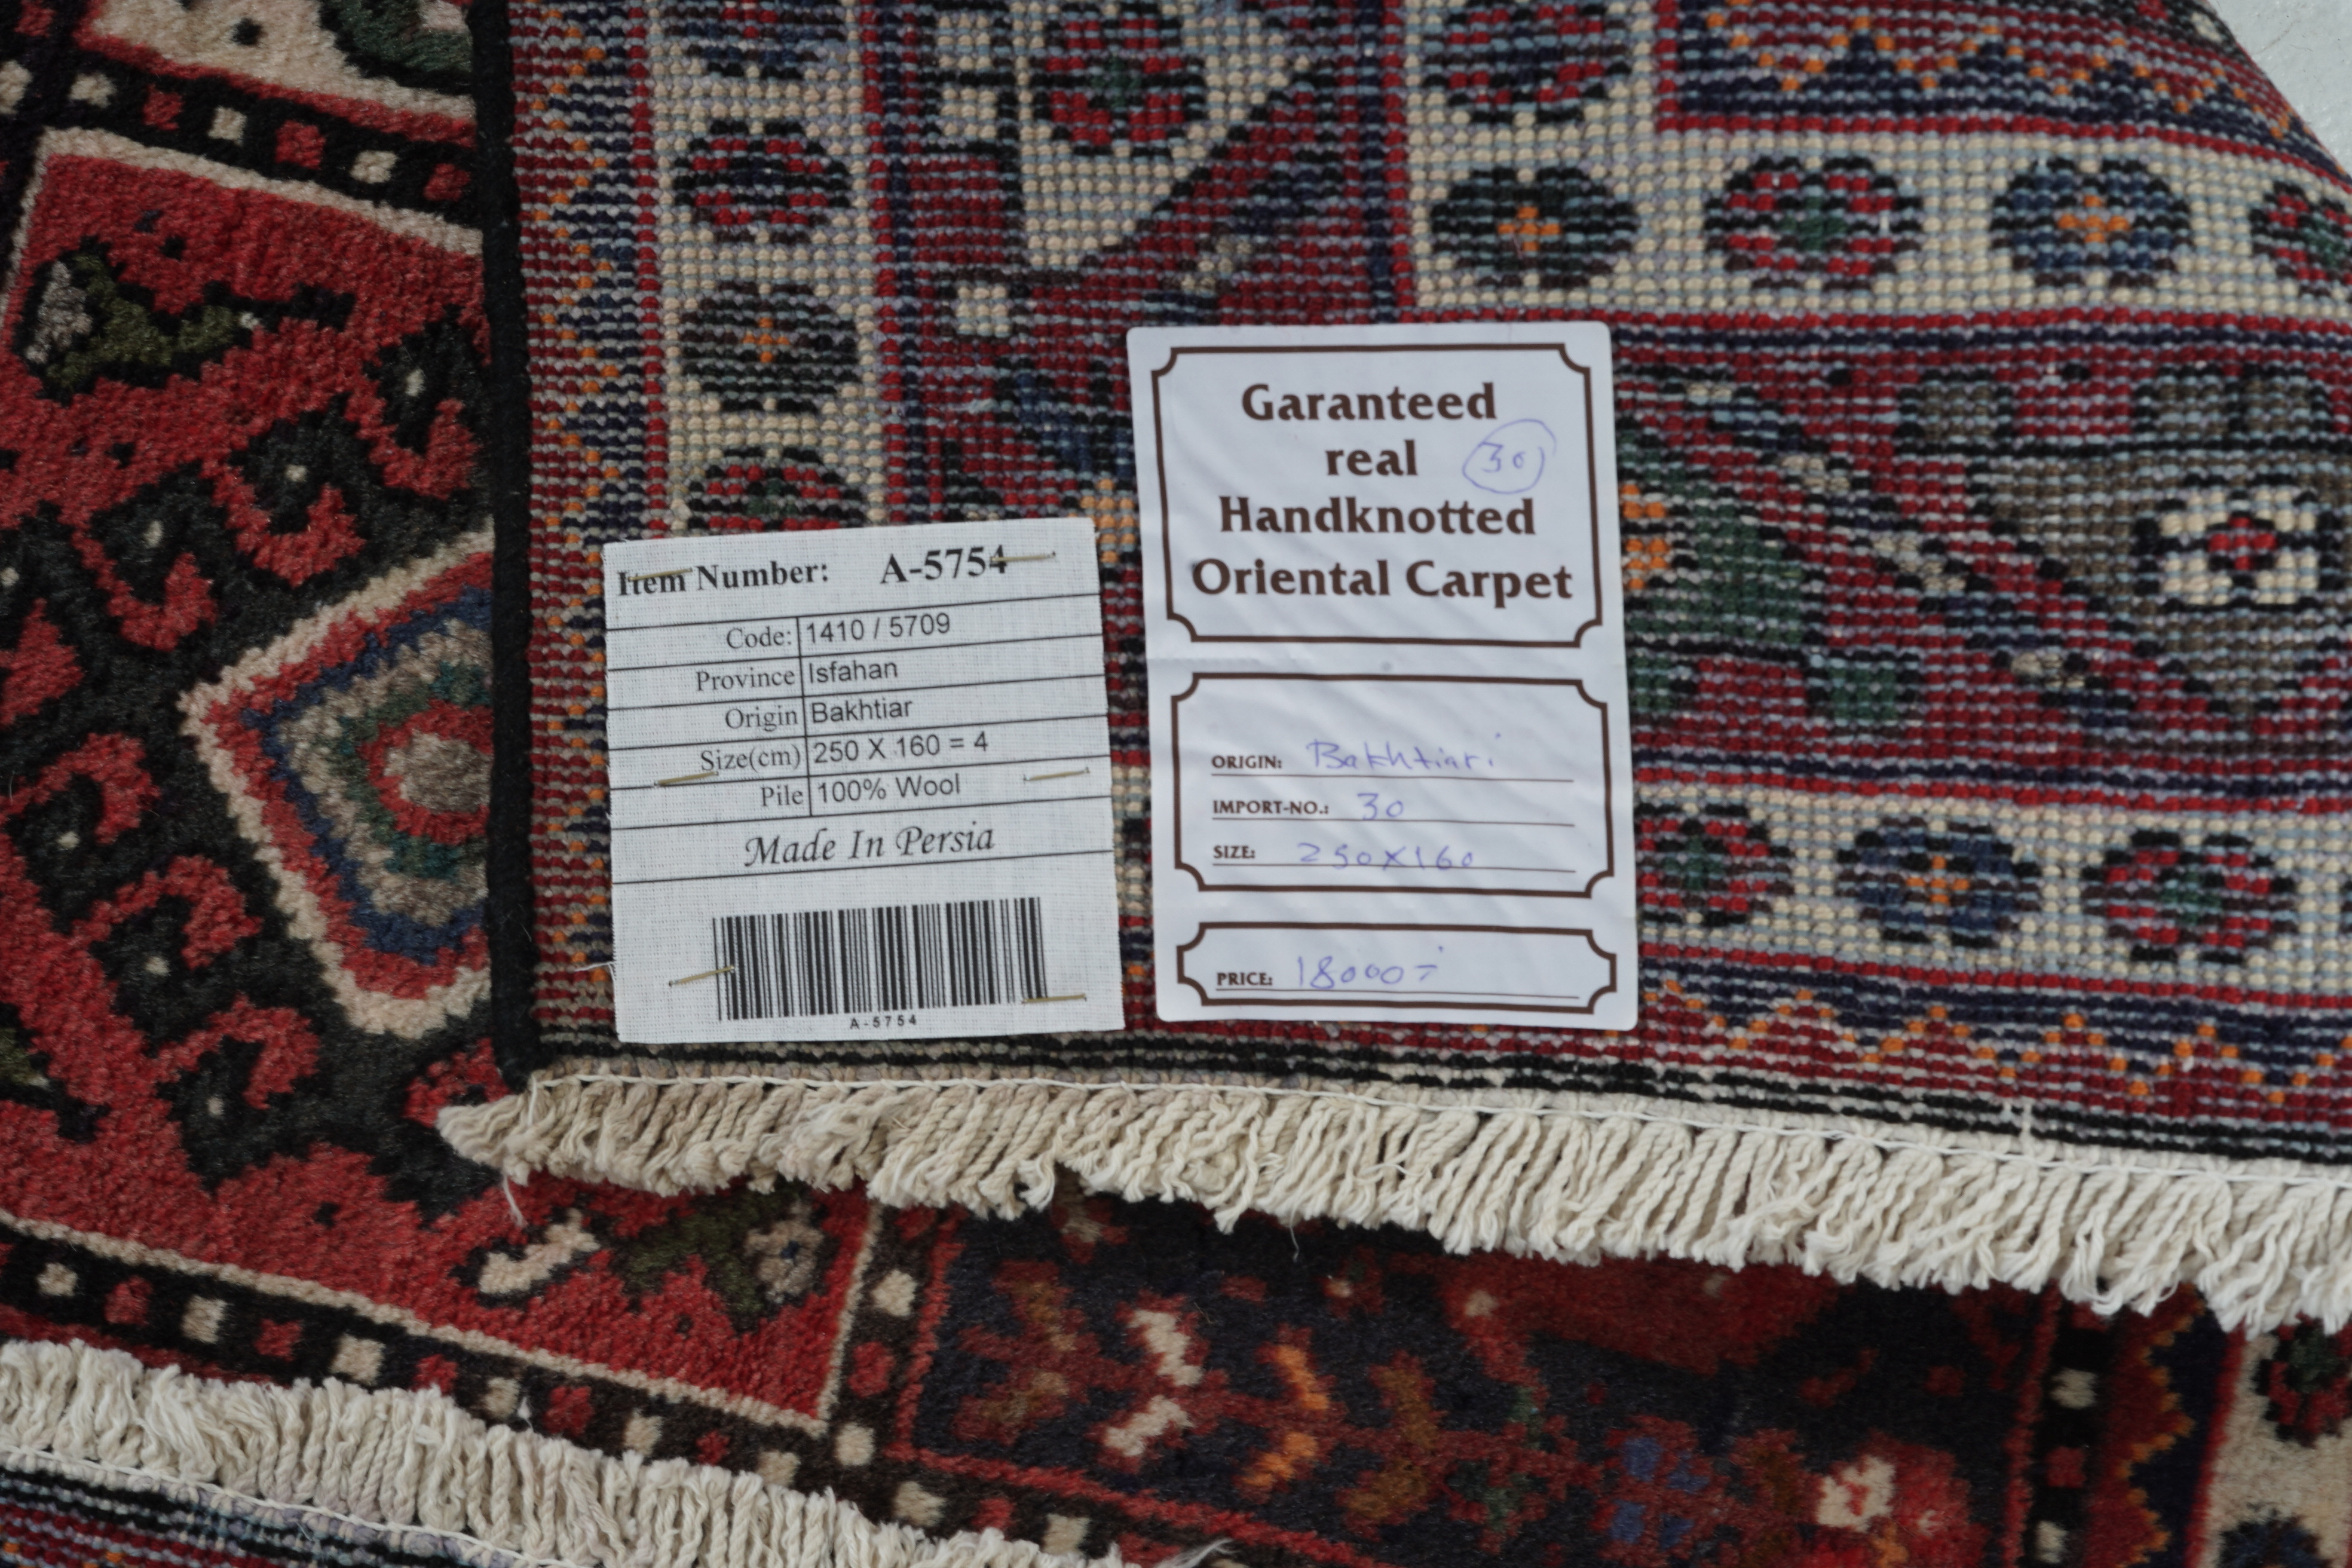 Item Number: A-5754
Code: 1410 / 5709
Province Isfahan
Origin Bakhtiar
Size(cm) 250 X 160 = 4
Pile 100% Wool
Made In Persia
A-5754
Garanteed
real 30
Handknotted
Oriental Carpet
ORIGIN: Bakhtiari
IMPORT-NO.: 30
SIZE: 250x160
PRICE: 18000=